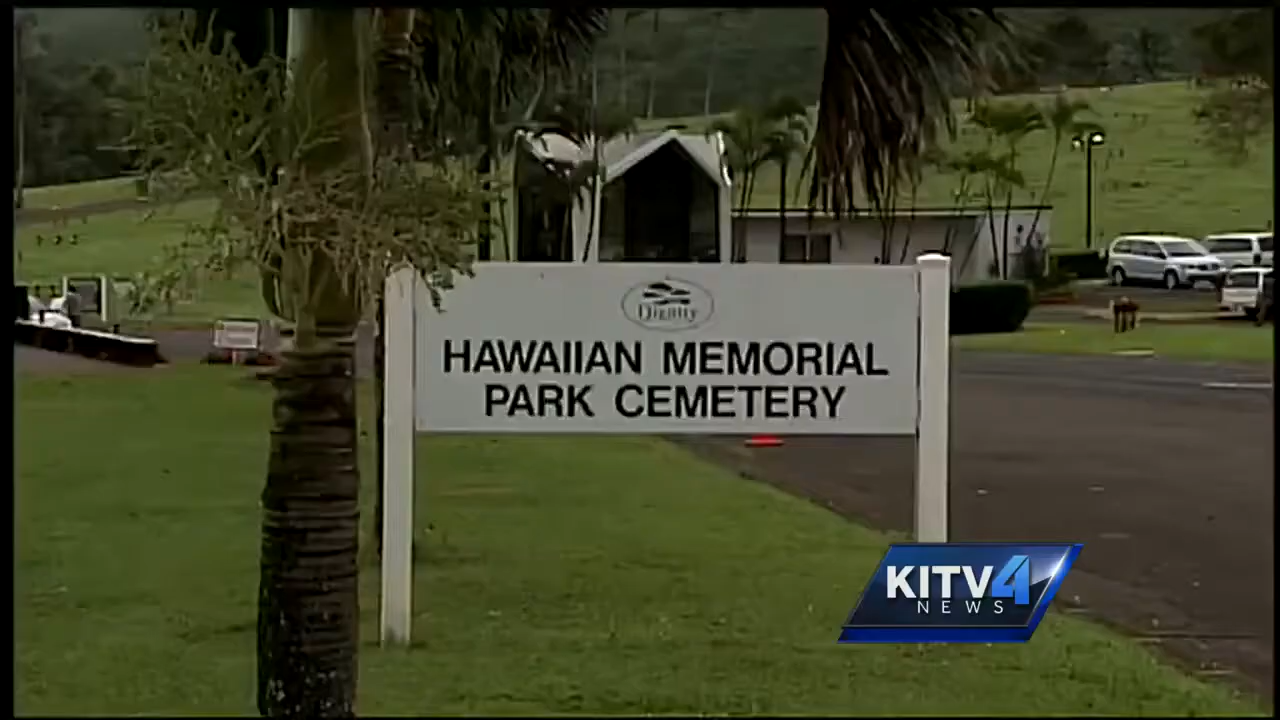 Dignity
HAWAIIAN MEMORIAL
PARK CEMETERY
KITV4
NEWS